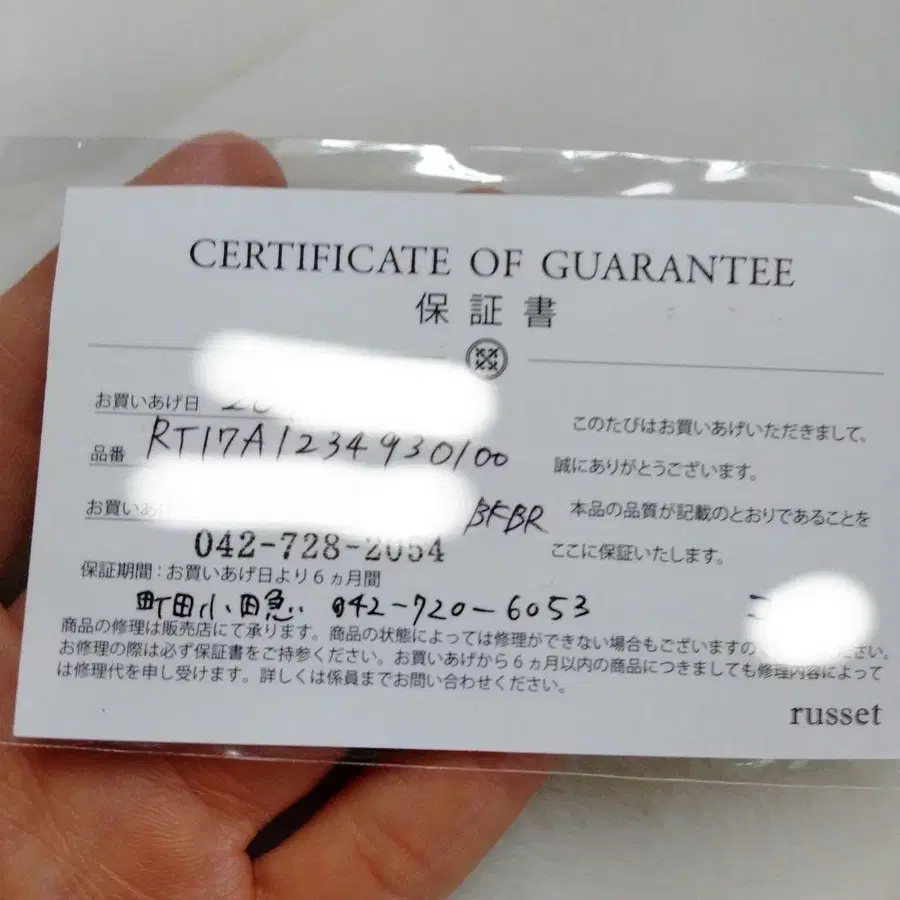 CERTIFICATE OF GUARANTEE
保証書
お買いあげ日
品番 RT17A1234930100
お買いあ
BKBR
042-728-2054
保証期間：お買いあげ日より6ヵ月間
町田小田急 042-720-6053
このたびはお買いあげいただきまして、
誠にありがとうございます。
本品の品質が記載のとおりであることを
ここに保証いたします。
商品の修理は販売店にて承ります。商品の状態によっては修理ができない場合もございますの ださい。
お修理の際は必ず保証書をご持参ください。お買いあげから6ヵ月以内の商品につきましても修理内容によって
は修理代を申し受けます。詳しくは係員までお問い合わせください。
russet